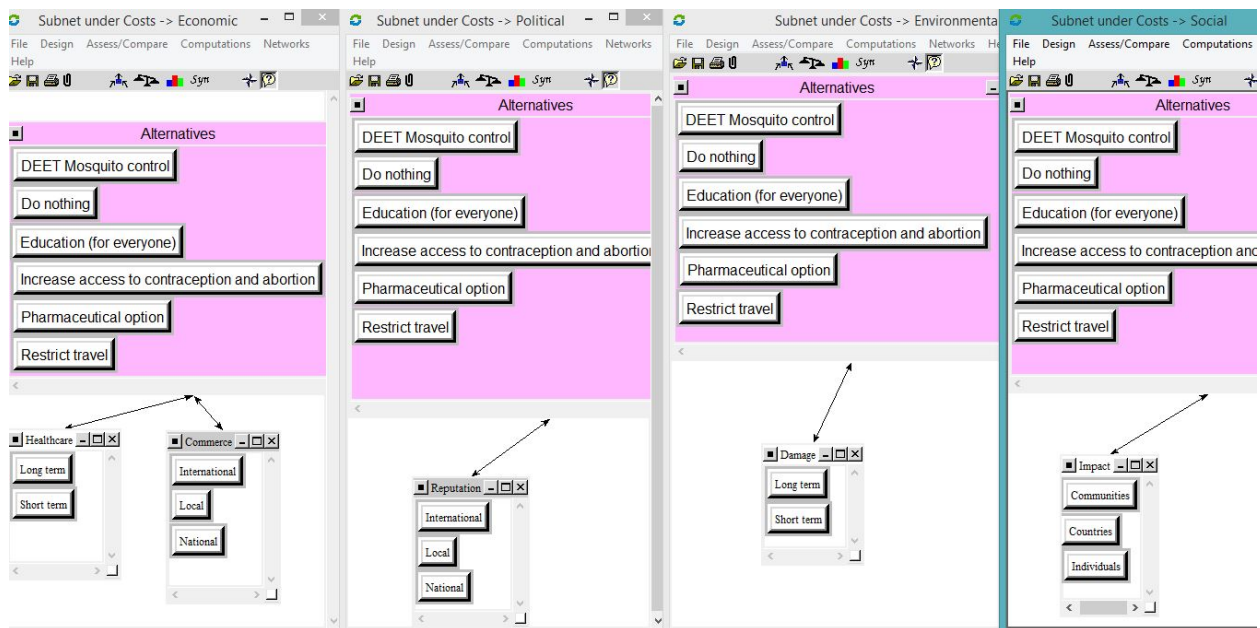 Subnet under Costs -> Economic
File Design Assess/Compare Computations Networks
Help
Syn
Alternatives
DEET Mosquito control
Do nothing
Education (for everyone)
Increase access to contraception and abortion
Pharmaceutical option
Restrict travel
Healthcare
Long term
Short term
Commerce
International
Local
National
Subnet under Costs -> Political
File Design Assess/Compare Computations Networks
Help
Syn
Alternatives
DEET Mosquito control
Do nothing
Education (for everyone)
Increase access to contraception and abortion
Pharmaceutical option
Restrict travel
Reputation
International
Local
National
Subnet under Costs -> Environmenta
File Design Assess/Compare Computations Networks He
Syn
Alternatives
DEET Mosquito control
Do nothing
Education (for everyone)
Increase access to contraception and abortion
Pharmaceutical option
Restrict travel
Damage
Long term
Short term
Subnet under Costs -> Social
File Design Assess/Compare Computations
Help
Syn
Alternatives
DEET Mosquito control
Do nothing
Education (for everyone)
Increase access to contraception and
Pharmaceutical option
Restrict travel
Impact
Communities
Countries
Individuals